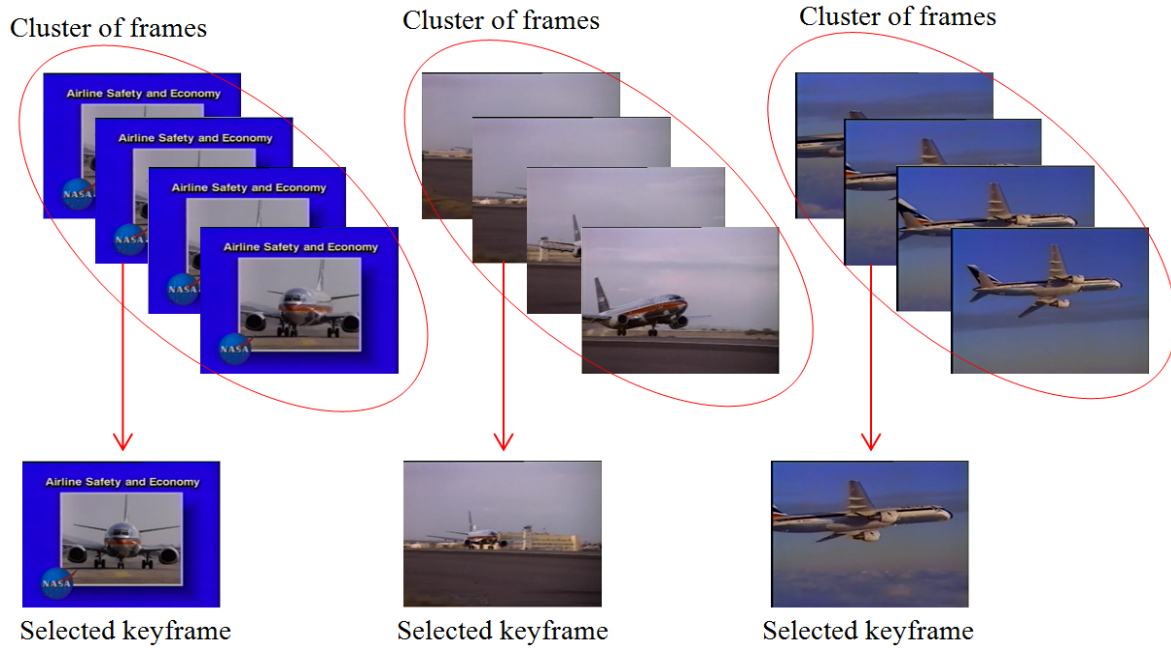 Cluster of frames
Cluster of frames
Cluster of frames
Airline Safety and Economy
NASA
Airline Safety and Economy
NASA
Airline Safety and Economy
NASA
Airline Safety and Economy
NASA
Airline Safety and Economy
NASA
Selected keyframe
Selected keyframe
Selected keyframe